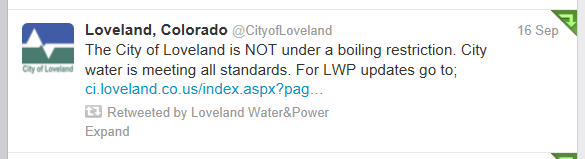 Loveland, Colorado @CityofLoveland 16 Sep
The City of Loveland is NOT under a boiling restriction. City
water is meeting all standards. For LWP updates go to;
ci.loveland.co.us/index.aspx?pag...
City of Loveland
Retweeted by Loveland Water&Power
Expand